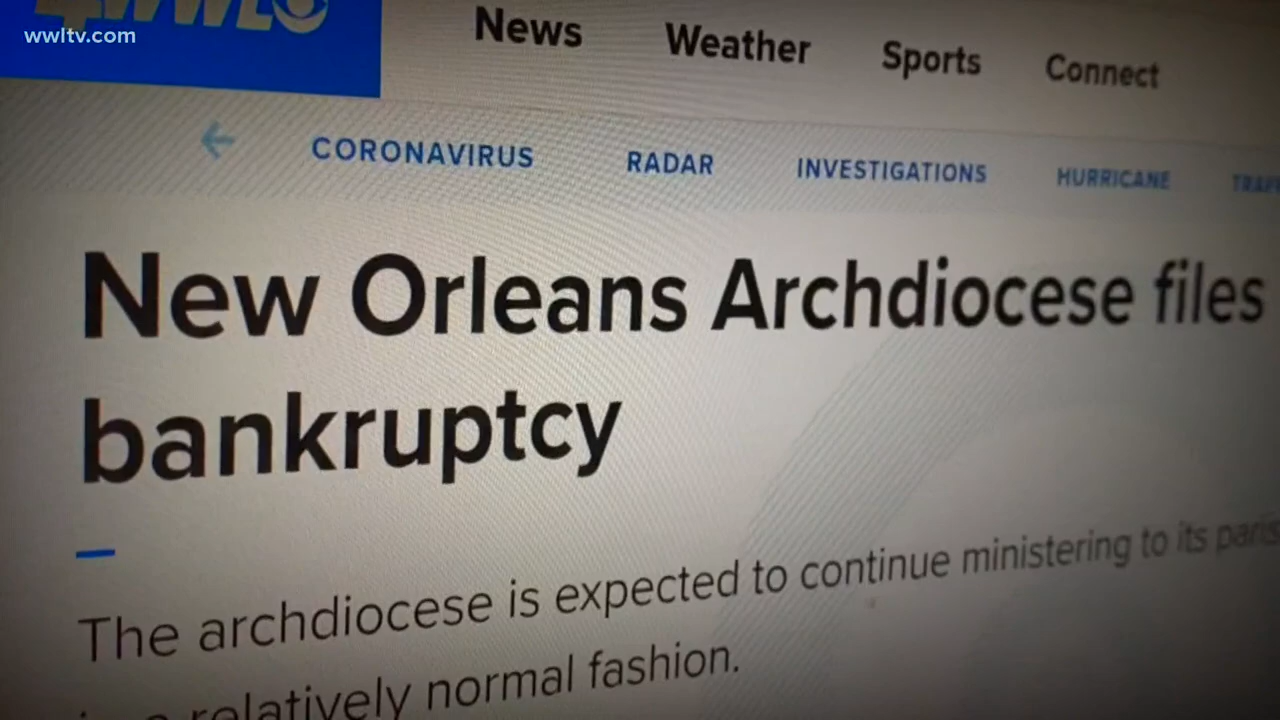 4WWL
wwltv.com
News Weather Sports Connect
CORONAVIRUS RADAR INVESTIGATIONS HURRICANE
New Orleans Archdiocese files
bankruptcy
The archdiocese is expected to continue ministering to its
relatively normal fashion.